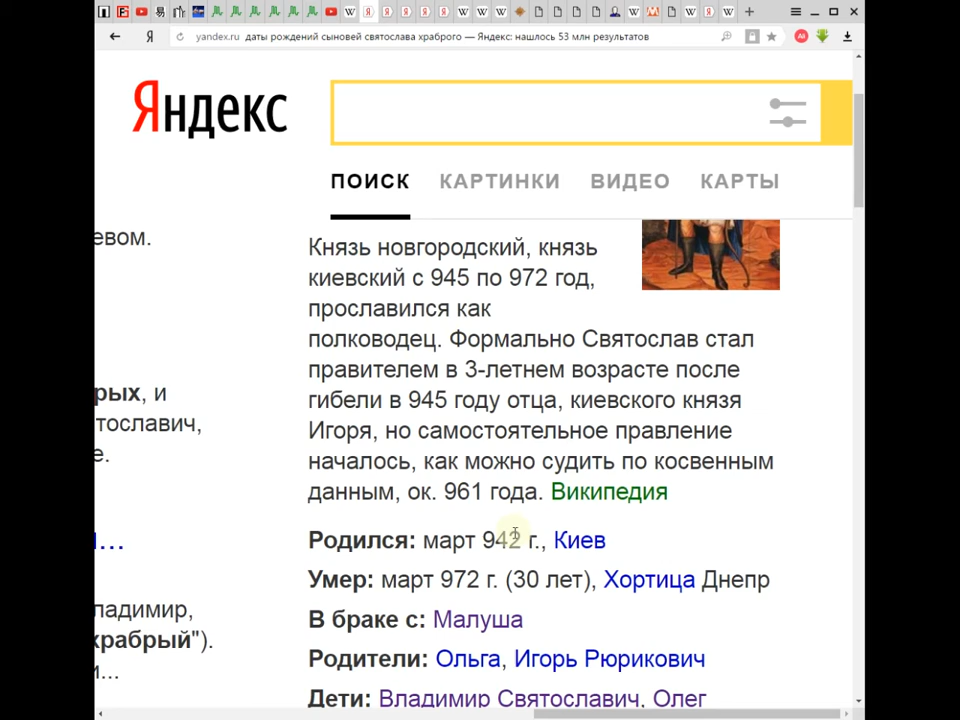 yandex.ru даты рождений сыновей святослава храброго — Яндекс: нашлось 53 млн результатов
Яндекс
ПОИСК КАРТИНКИ ВИДЕО КАРТЫ
евом.
рых, и
тославич,
е.
и...
ладимир,
храбрый").
и...
Князь новгородский, князь
киевский с 945 по 972 год,
прославился как
полководец. Формально Святослав стал
правителем в 3-летнем возрасте после
гибели в 945 году отца, киевского князя
Игоря, но самостоятельное правление
началось, как можно судить по косвенным
данным, ок. 961 года. Википедия
Родился: март 942 г., Киев
Умер: март 972 г. (30 лет), Хортица Днепр
В браке с: Малуша
Родители: Ольга, Игорь Рюрикович
Дети: Владимир Святославич, Олег